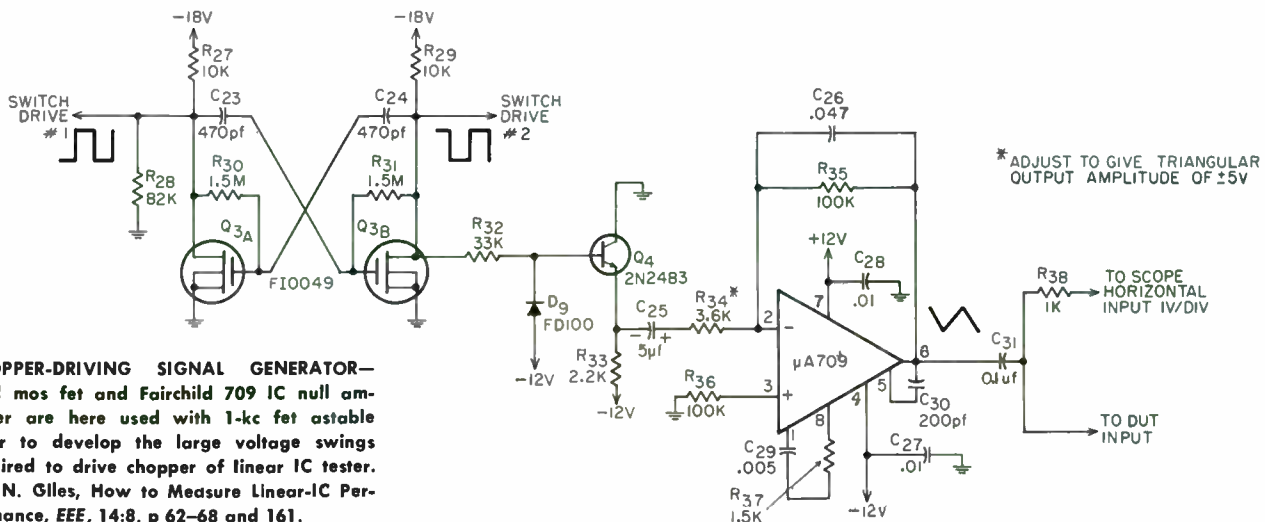 -18V
-18V
R27
10K
R29
10K
C23
470pf
C24
470pf
SWITCH
DRIVE
#1
SWITCH
DRIVE
#2
R28
82K
R30
1.5M
R31
1.5M
Q3A
Q3B
FI0049
R32
33K
D9
FD100
-12V
Q4
2N2483
R33
2.2K
-12V
C25
- +
5µf
R34*
3.6K
C26
.047
R35
100K
+12V
C28
.01
7
2
-
µA709
6
3
+
R36
100K
5
4
8
1
C30
200pf
C29
.005
R37
1.5K
C27
.01
-12V
*ADJUST TO GIVE TRIANGULAR
OUTPUT AMPLITUDE OF ±5V
R38
1K
TO SCOPE
HORIZONTAL
INPUT 1V/DIV
C31
0.1uf
TO DUT
INPUT
OPPER-DRIVING SIGNAL GENERATOR—
mos fet and Fairchild 709 IC null am-
er are here used with 1-kc fet astable
r to develop the large voltage swings
ired to drive chopper of linear IC tester.
N. Giles, How to Measure Linear-IC Per-
ance, EEE, 14:8, p 62–68 and 161.